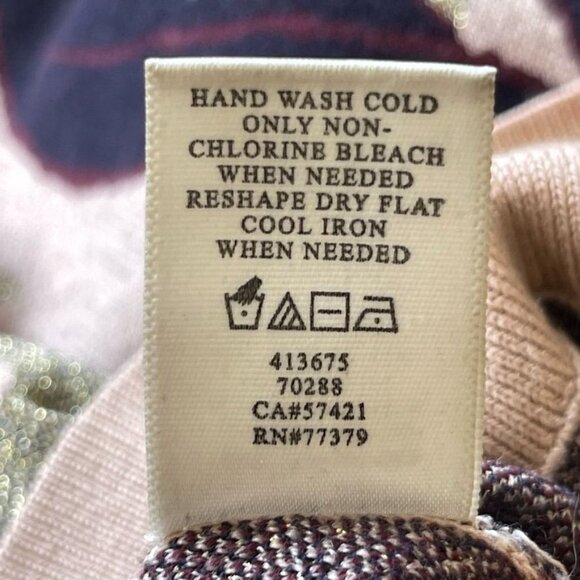 HAND WASH COLD
ONLY NON-
CHLORINE BLEACH
WHEN NEEDED
RESHAPE DRY FLAT
COOL IRON
WHEN NEEDED
413675
70288
CA#57421
RN#77379